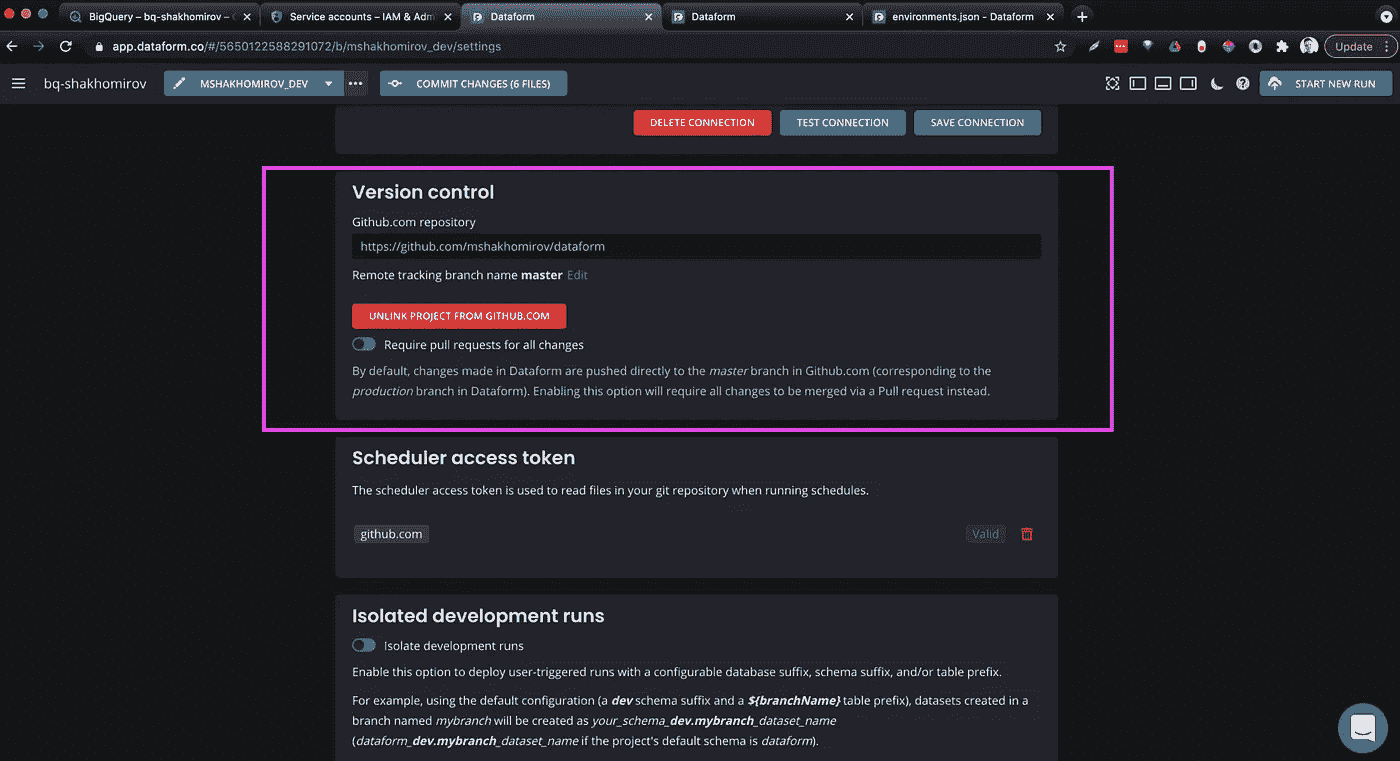 BigQuery – bq-shakhomirov –
Service accounts – IAM & Adm
Dataform
Dataform
environments.json - Dataform
app.dataform.co/#/5650122588291072/b/mshakhomirov_dev/settings
Update
bq-shakhomirov
MSHAKHOMIROV_DEV
COMMIT CHANGES (6 FILES)
START NEW RUN
DELETE CONNECTION
TEST CONNECTION
SAVE CONNECTION
Version control
Github.com repository
https://github.com/mshakhomirov/dataform
Remote tracking branch name master Edit
UNLINK PROJECT FROM GITHUB.COM
Require pull requests for all changes
By default, changes made in Dataform are pushed directly to the master branch in Github.com (corresponding to the
production branch in Dataform). Enabling this option will require all changes to be merged via a Pull request instead.
Scheduler access token
The scheduler access token is used to read files in your git repository when running schedules.
github.com
Valid
Isolated development runs
Isolate development runs
Enable this option to deploy user-triggered runs with a configurable database suffix, schema suffix, and/or table prefix.
For example, using the default configuration (a dev schema suffix and a ${branchName} table prefix), datasets created in a
branch named mybranch will be created as your_schema_dev.mybranch_dataset_name
(dataform_dev.mybranch_dataset_name if the project's default schema is dataform).